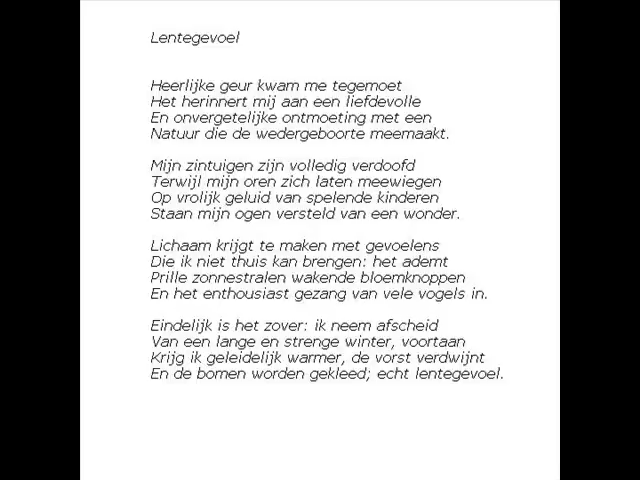 Lentegevoel
Heerlijke geur kwam me tegemoet
Het herinnert mij aan een liefdevolle
En onvergetelijke ontmoeting met een
Natuur die de wedergeboorte meemaakt.
Mijn zintuigen zijn volledig verdoofd
Terwijl mijn oren zich laten meewiegen
Op vrolijk geluid van spelende kinderen
Staan mijn ogen versteld van een wonder.
Lichaam krijgt te maken met gevoelens
Die ik niet thuis kan brengen: het ademt
Prille zonnestralen wakende bloemknoppen
En het enthousiast gezang van vele vogels in.
Eindelijk is het zover: ik neem afscheid
Van een lange en strenge winter, voortaan
Krijg ik geleidelijk warmer, de vorst verdwijnt
En de bomen worden gekleed; echt lentegevoel.